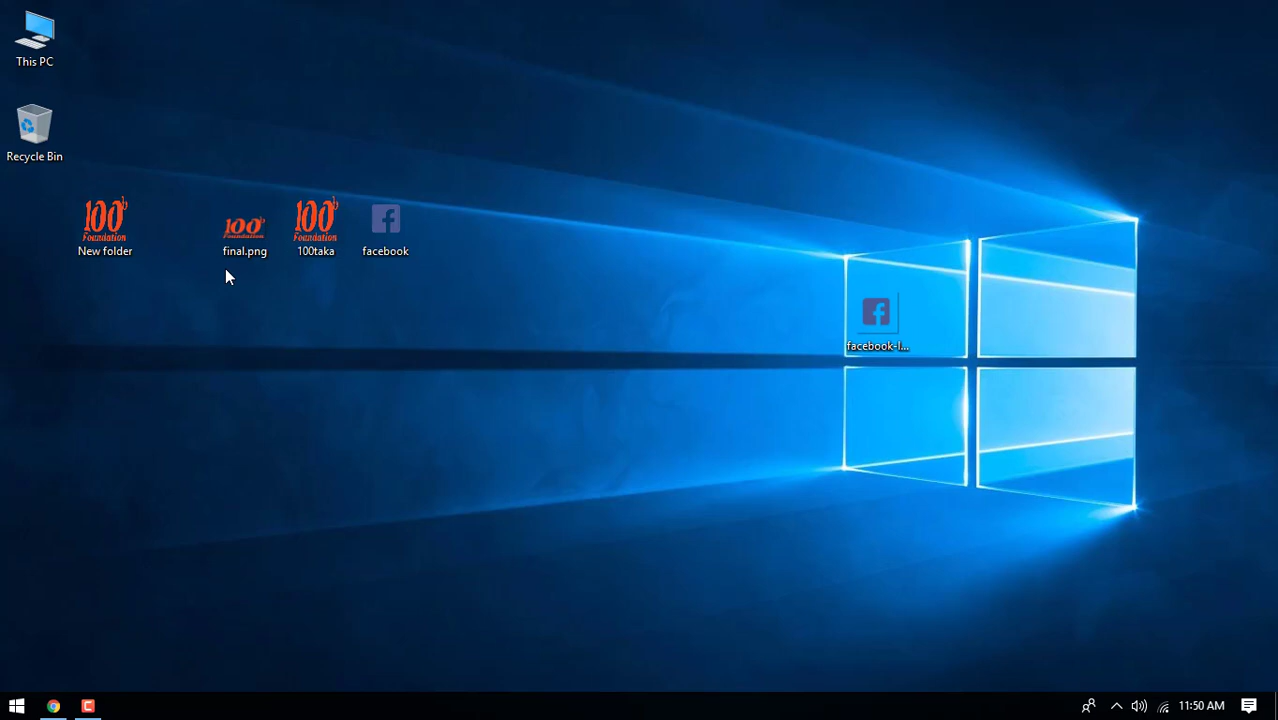 This PC
Recycle Bin
100
Foundation
New folder
100
Foundation
final.png
100
Foundation
100taka
facebook
facebook-l...
11:50 AM